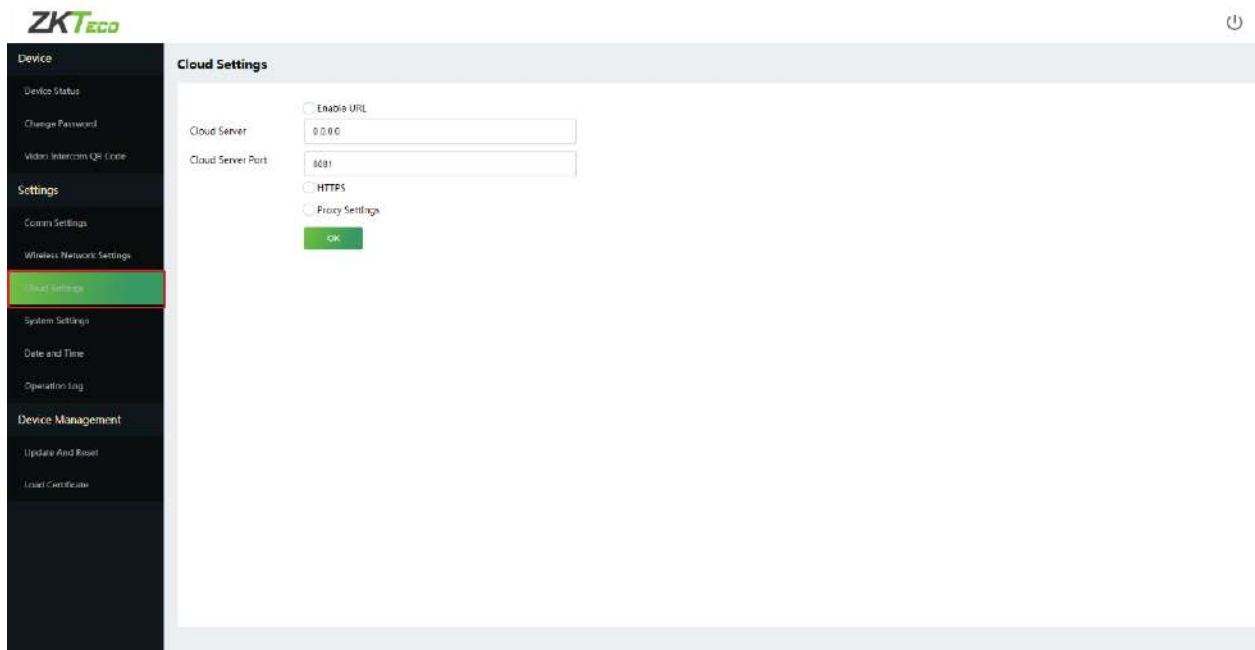 ZKTeco
Device
Cloud Settings
Device Status
Enable URL
Change Password
Cloud Server
0.0.0.0
Video Intercom QR Code
Cloud Server Port
8081
Settings
HTTPS
Proxy Settings
Comm Settings
OK
Wireless Network Settings
Cloud Settings
System Settings
Date and Time
Operation Log
Device Management
Update And Reset
Load Certificate